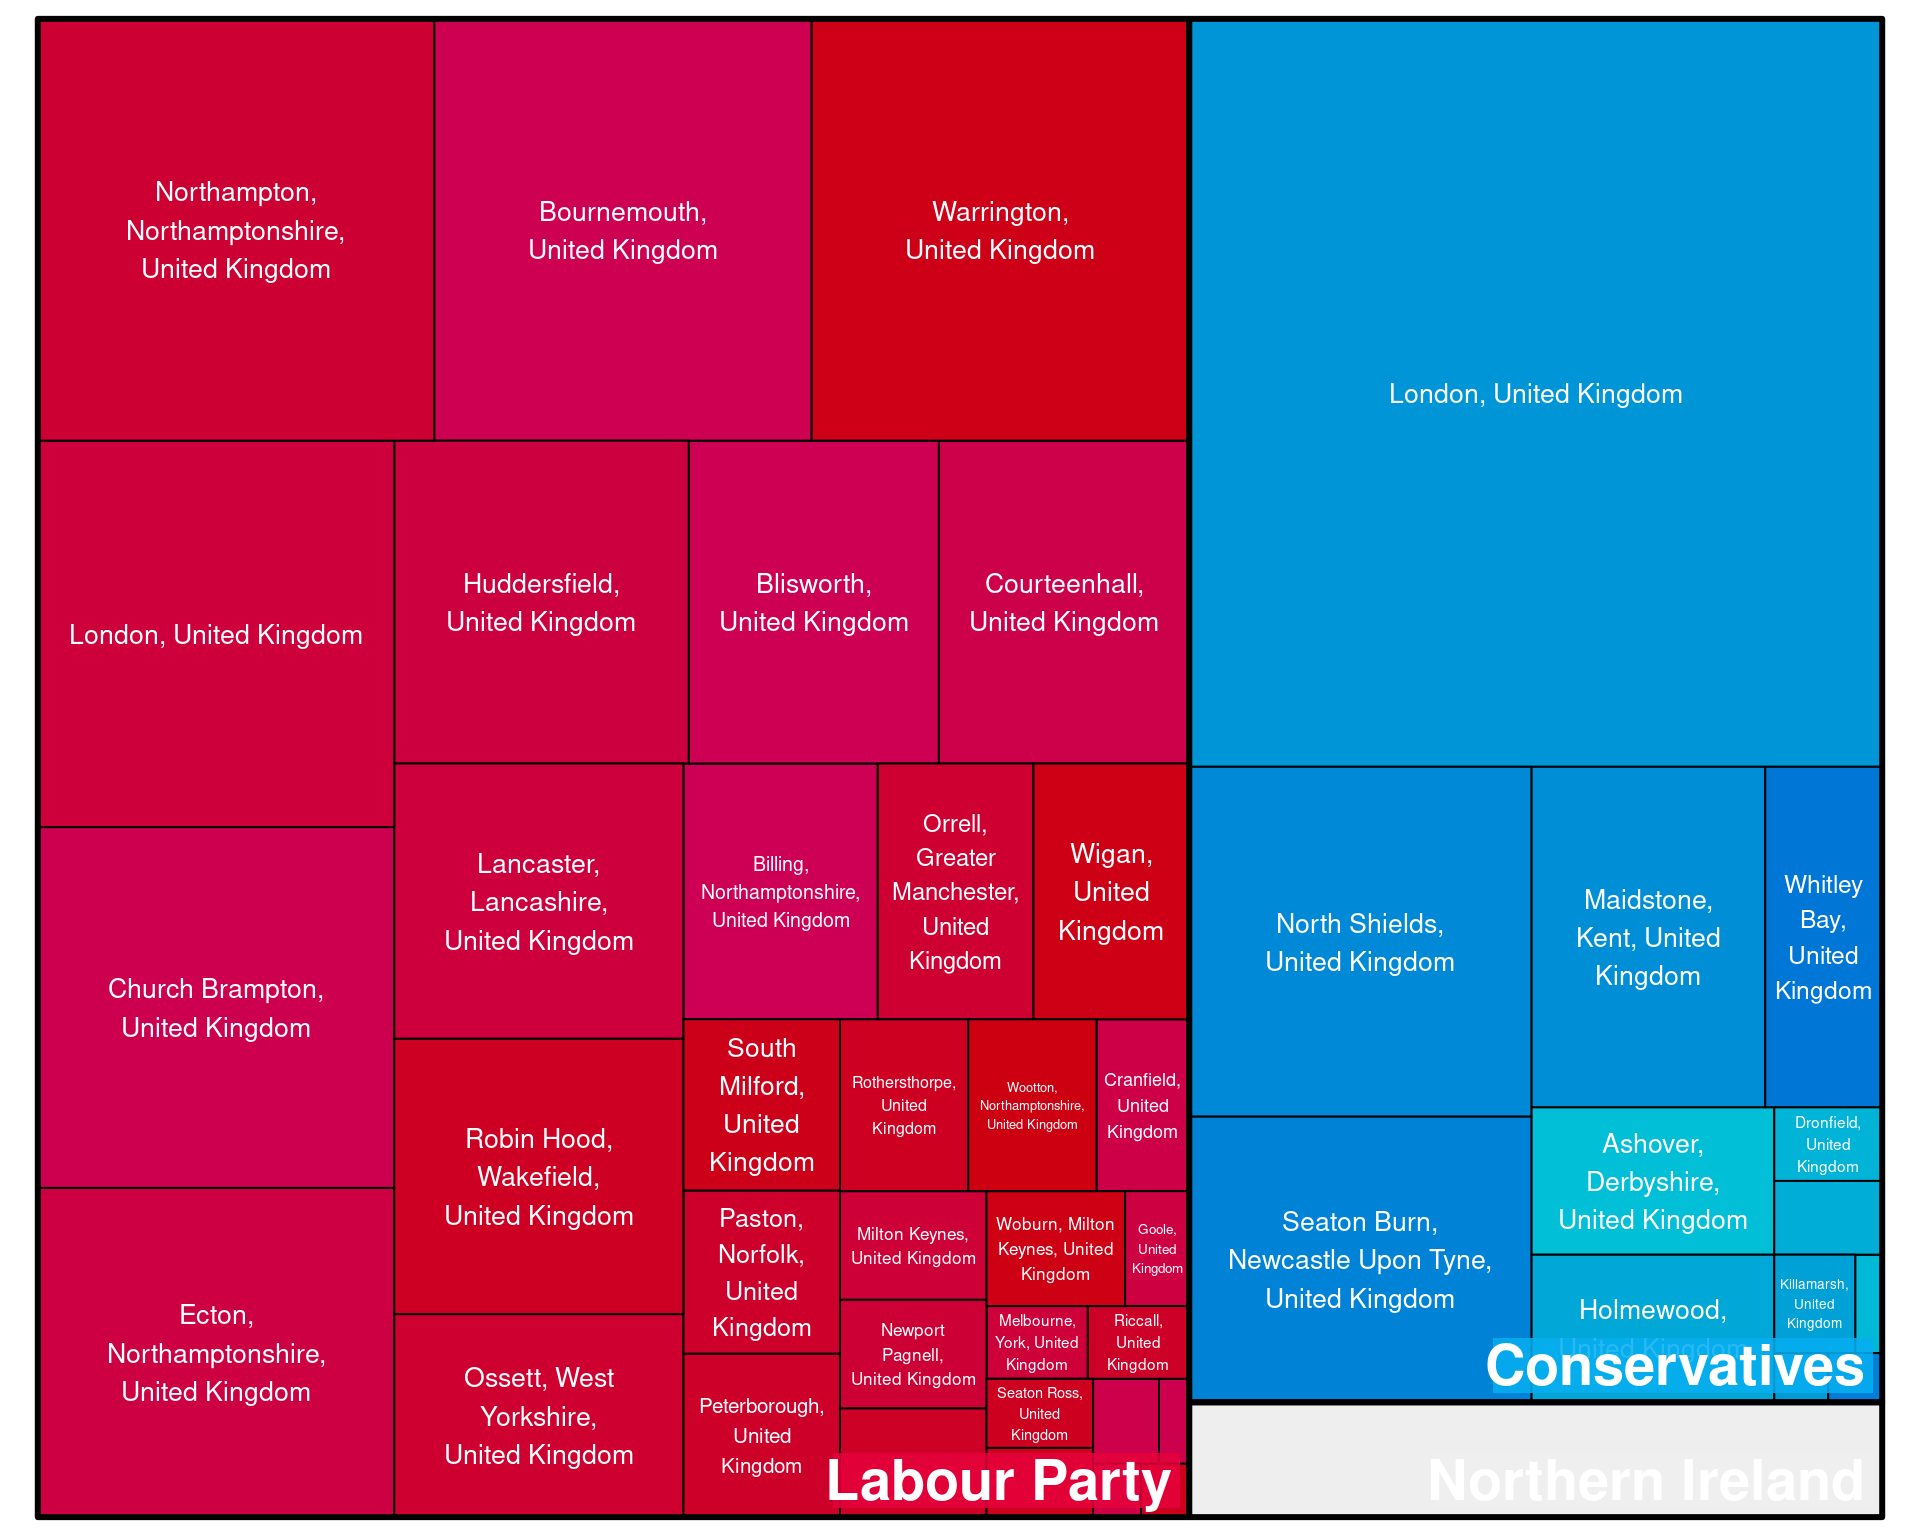 Northampton,
Northamptonshire,
United Kingdom
Bournemouth,
United Kingdom
Warrington,
United Kingdom
London, United Kingdom
London, United Kingdom
Huddersfield,
United Kingdom
Blisworth,
United Kingdom
Courteenhall,
United Kingdom
Church Brampton,
United Kingdom
Lancaster,
Lancashire,
United Kingdom
Billing,
Northamptonshire,
United Kingdom
Orrell,
Greater
Manchester,
United
Kingdom
Wigan,
United
Kingdom
North Shields,
United Kingdom
Maidstone,
Kent, United
Kingdom
Whitley
Bay,
United
Kingdom
Robin Hood,
Wakefield,
United Kingdom
South
Milford,
United
Kingdom
Rothersthorpe,
United
Kingdom
Wootton,
Northamptonshire,
United Kingdom
Cranfield,
United
Kingdom
Ashover,
Derbyshire,
United Kingdom
Dronfield,
United
Kingdom
Seaton Burn,
Newcastle Upon Tyne,
United Kingdom
Ecton,
Northamptonshire,
United Kingdom
Ossett, West
Yorkshire,
United Kingdom
Paston,
Norfolk,
United
Kingdom
Milton Keynes,
United Kingdom
Woburn, Milton
Keynes, United
Kingdom
Goole,
United
Kingdom
Newport
Pagnell,
United Kingdom
Melbourne,
York, United
Kingdom
Riccall,
United
Kingdom
Holmewood,
United Kingdom
Killamarsh,
United
Kingdom
Peterborough,
United
Kingdom
Seaton Ross,
United
Kingdom
Conservatives
Labour Party
Northern Ireland